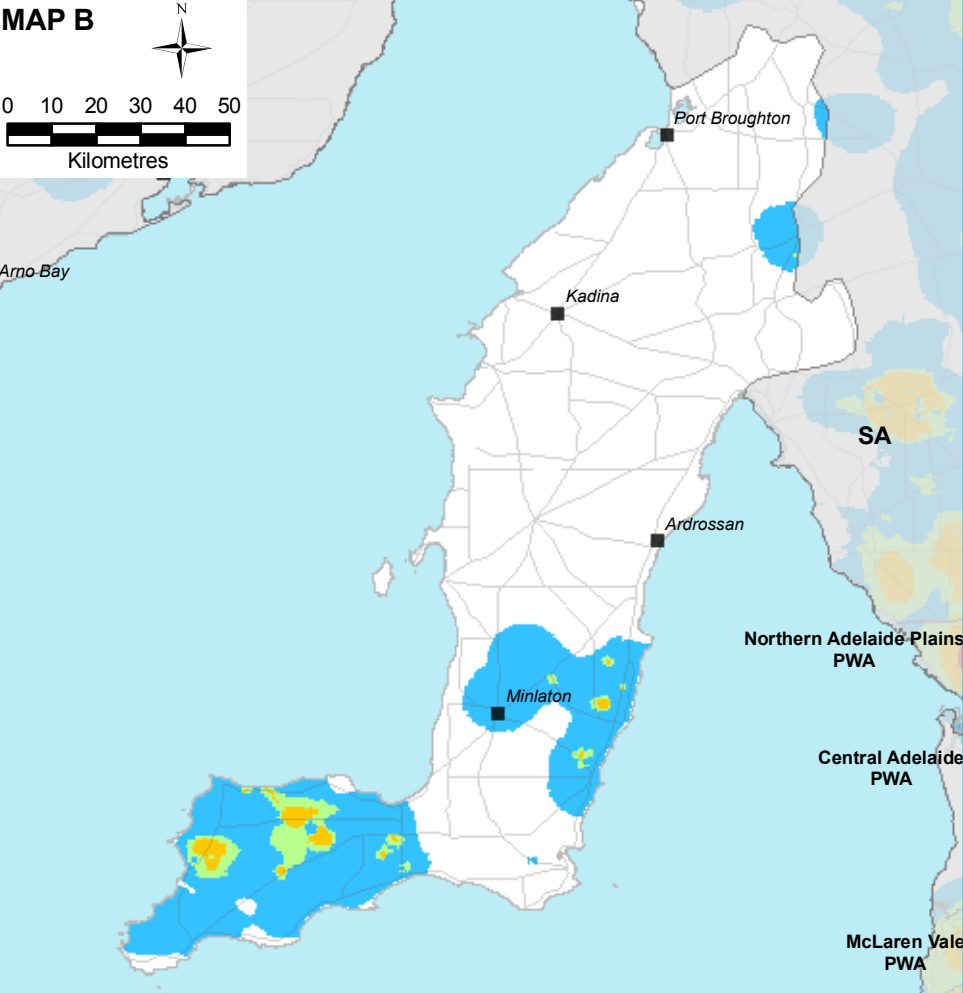 MAP B
N
0 10 20 30 40 50
Kilometres
Port Broughton
Arno Bay
Kadina
SA
Ardrossan
Northern Adelaide Plains
PWA
Minlaton
Central Adelaide
PWA
McLaren Vale
PWA